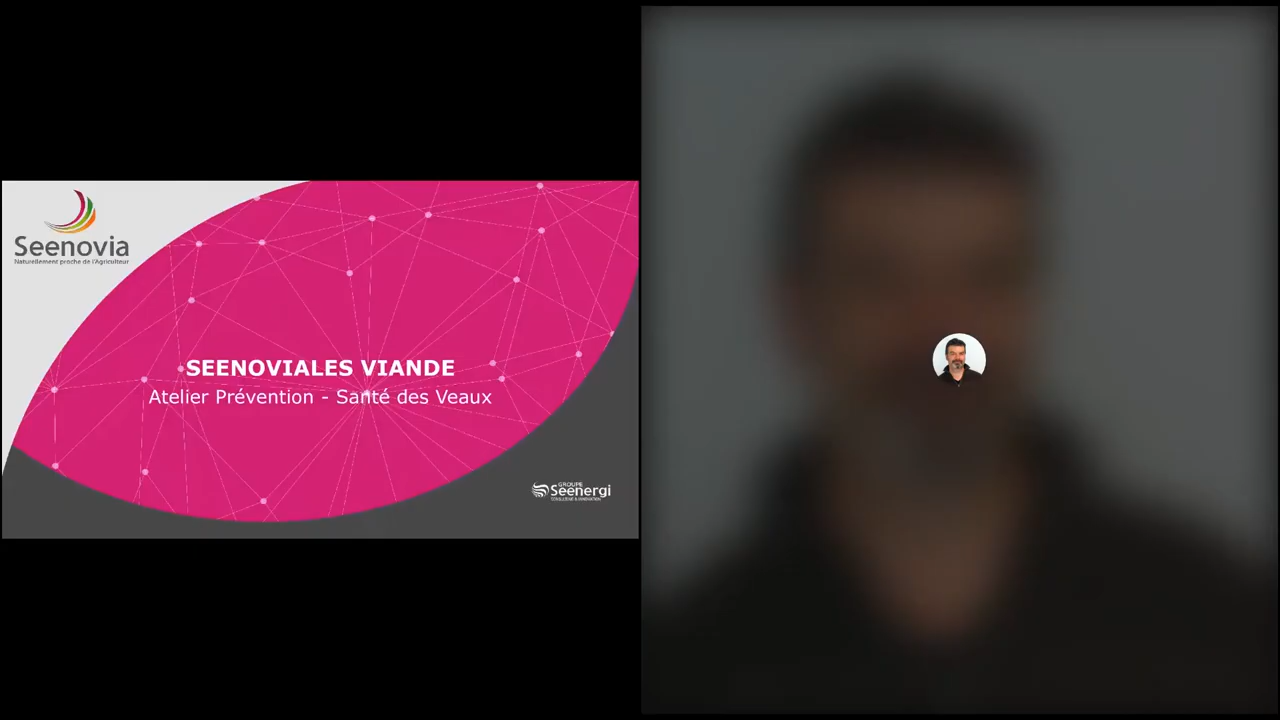 Seenovia
Naturellement proche de l'Agriculteur
SEENOVIALES VIANDE
Atelier Prévention - Santé des Veaux
GROUPE
Seenergi